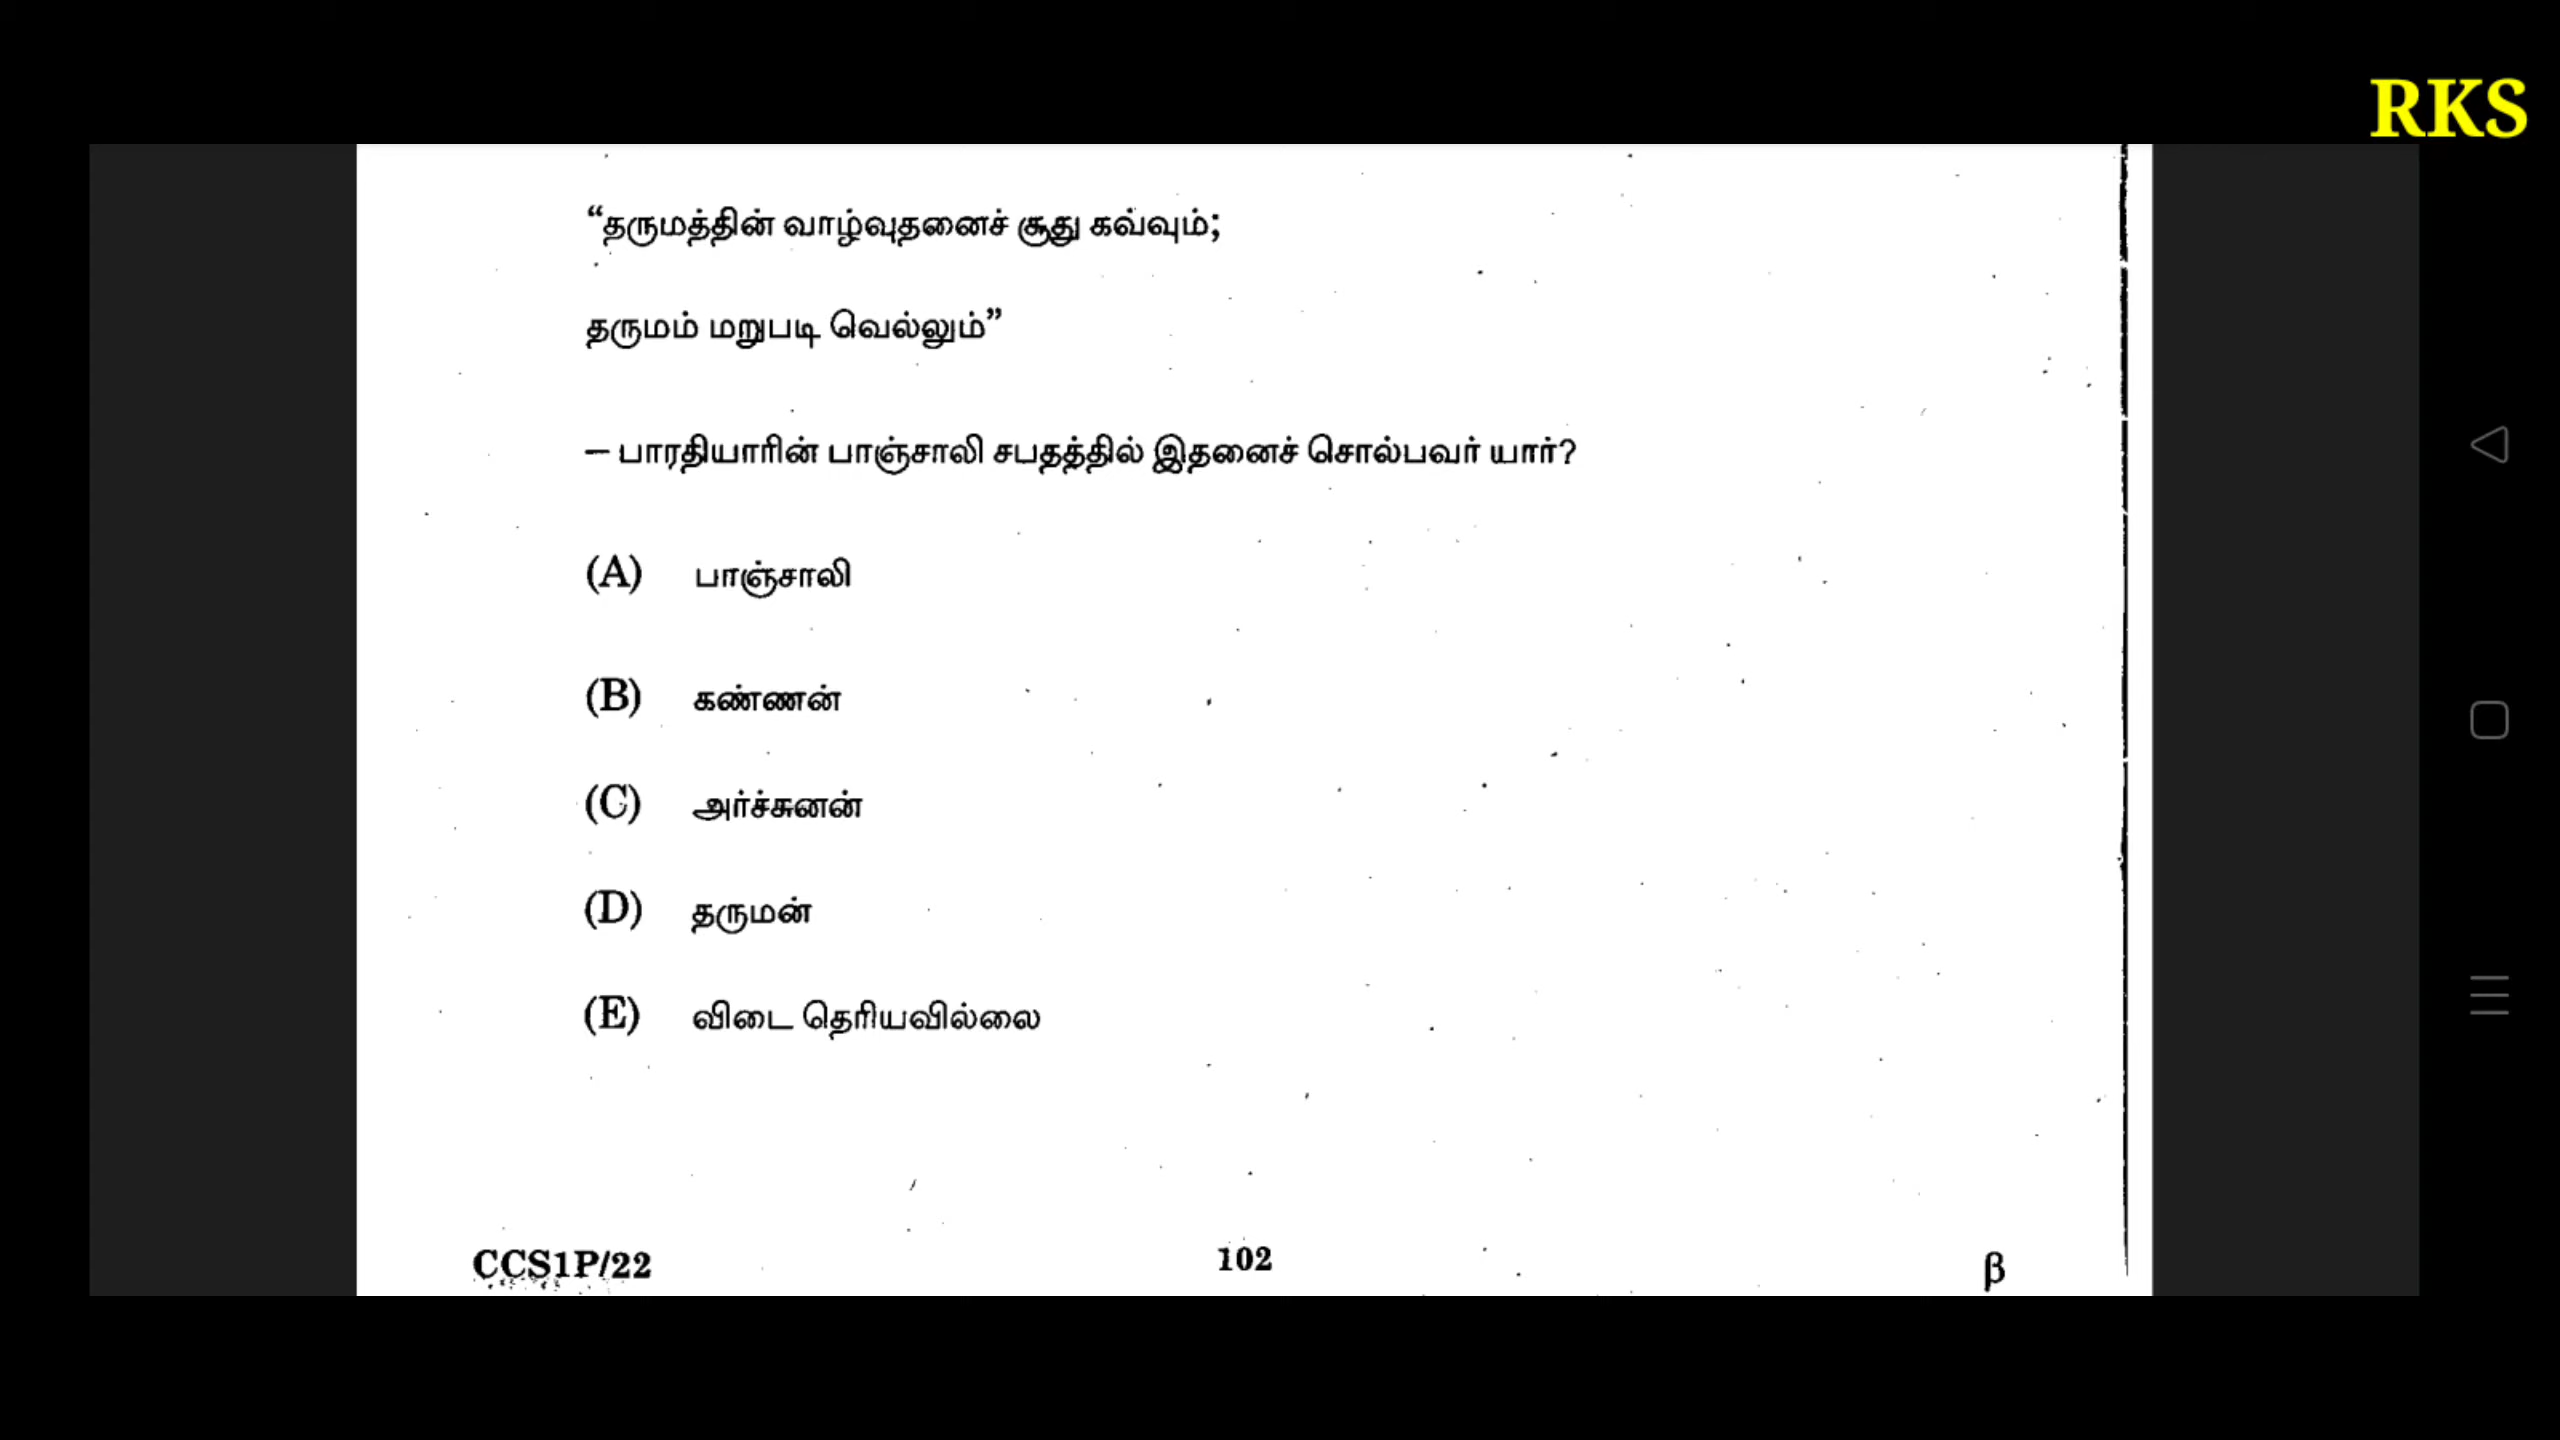 RKS
“தருமத்தின் வாழ்வுதனைச் சூது கவ்வும்;
தருமம் மறுபடி வெல்லும்”
– பாரதியாரின் பாஞ்சாலி சபதத்தில் இதனைச் சொல்பவர் யார்?
(A) பாஞ்சாலி
(B) கண்ணன்
(C) அர்ச்சுனன்
(D) தருமன்
(E) விடை தெரியவில்லை
CCS1P/22 102 β